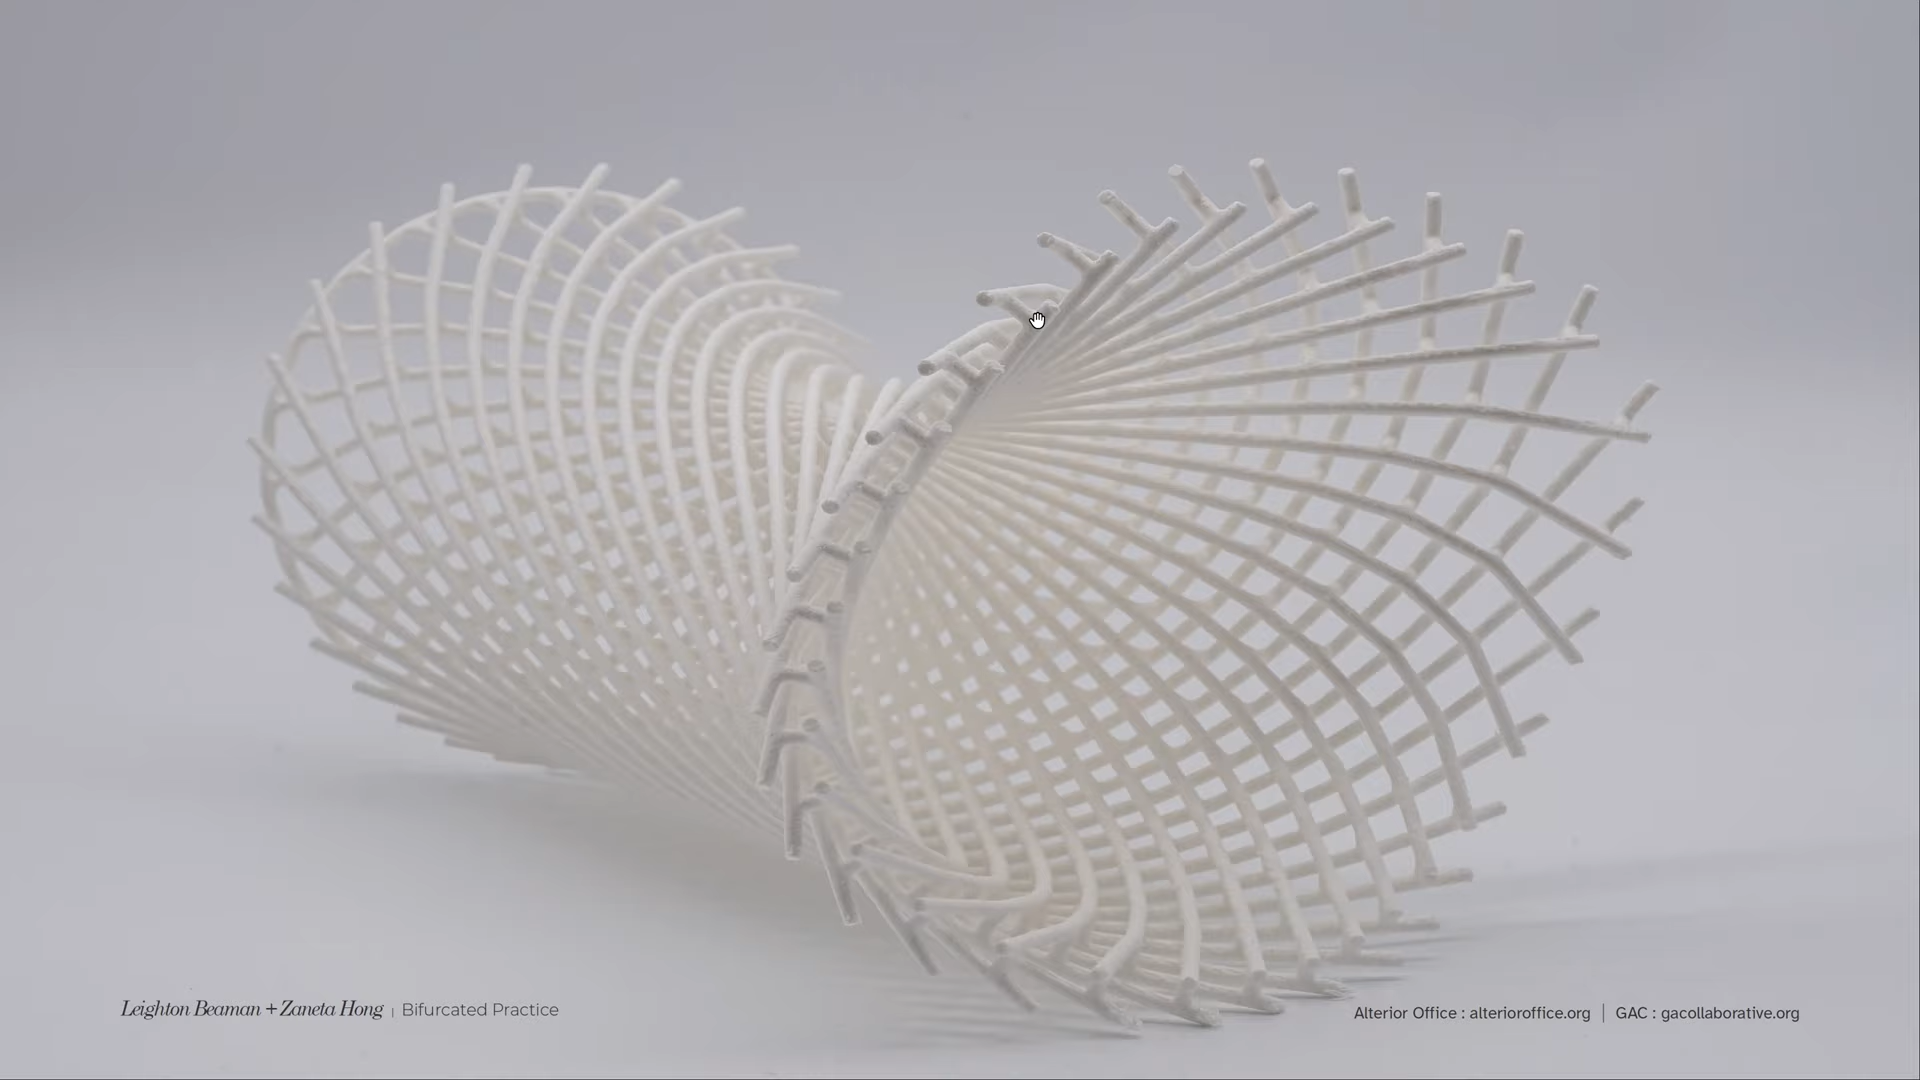 Leighton Beaman + Zaneta Hong | Bifurcated Practice
Alterior Office : alterioroffice.org | GAC : gacollaborative.org